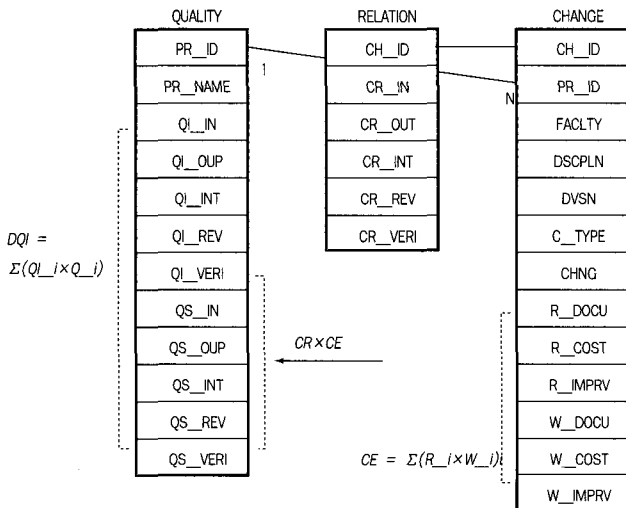 QUALITY
PR_ID
PR_NAME
QI_IN
QI_OUP
QI_INT
QI_REV
QI_VERI
QS_IN
QS_OUP
QS_INT
QS_REV
QS_VERI
DQI =
Σ(QI_i×Q_i)
1
RELATION
CH_ID
CR_IN
CR_OUT
CR_INT
CR_REV
CR_VERI
N
CR×CE
CHANGE
CH_ID
PR_ID
FACLTY
DSCPLN
DVSN
C_TYPE
CHNG
R_DOCU
R_COST
R_IMPRV
W_DOCU
W_COST
W_IMPRV
CE = Σ(R_i×W_i)